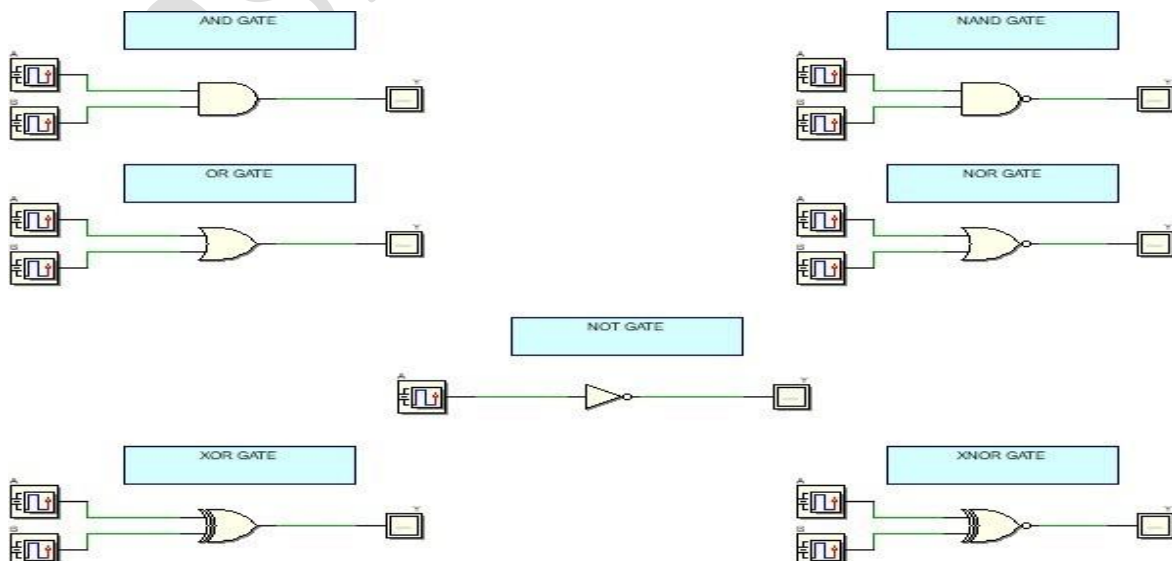 AND GATE
NAND GATE
A
Y
B
A
Y
B
OR GATE
NOR GATE
A
Y
B
A
Y
B
NOT GATE
A
Y
XOR GATE
XNOR GATE
A
Y
B
A
Y
B